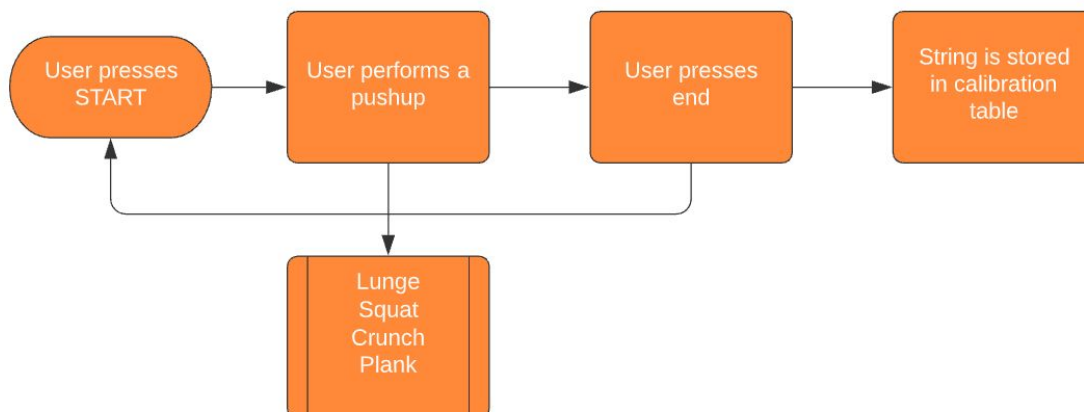 User presses
START
User performs a
pushup
User presses
end
String is stored
in calibration
table
Lunge
Squat
Crunch
Plank